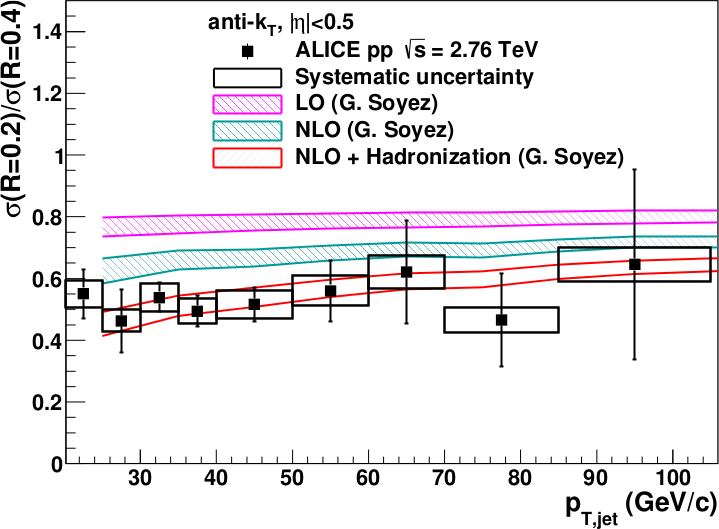 anti-kT, |η|<0.5
ALICE pp √s = 2.76 TeV
Systematic uncertainty
LO (G. Soyez)
NLO (G. Soyez)
NLO + Hadronization (G. Soyez)
σ(R=0.2)/σ(R=0.4)
1.4
1.2
1
0.8
0.6
0.4
0.2
0
30 40 50 60 70 80 90 100
pT,jet (GeV/c)